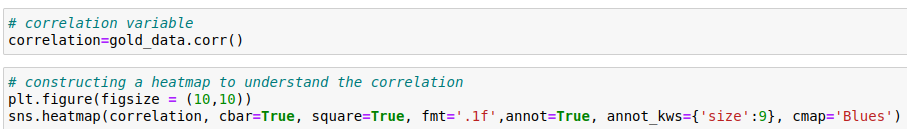 # correlation variable
correlation=gold_data.corr()
# constructing a heatmap to understand the correlation
plt.figure(figsize = (10,10))
sns.heatmap(correlation, cbar=True, square=True, fmt='.1f',annot=True, annot_kws={'size':9}, cmap='Blues')